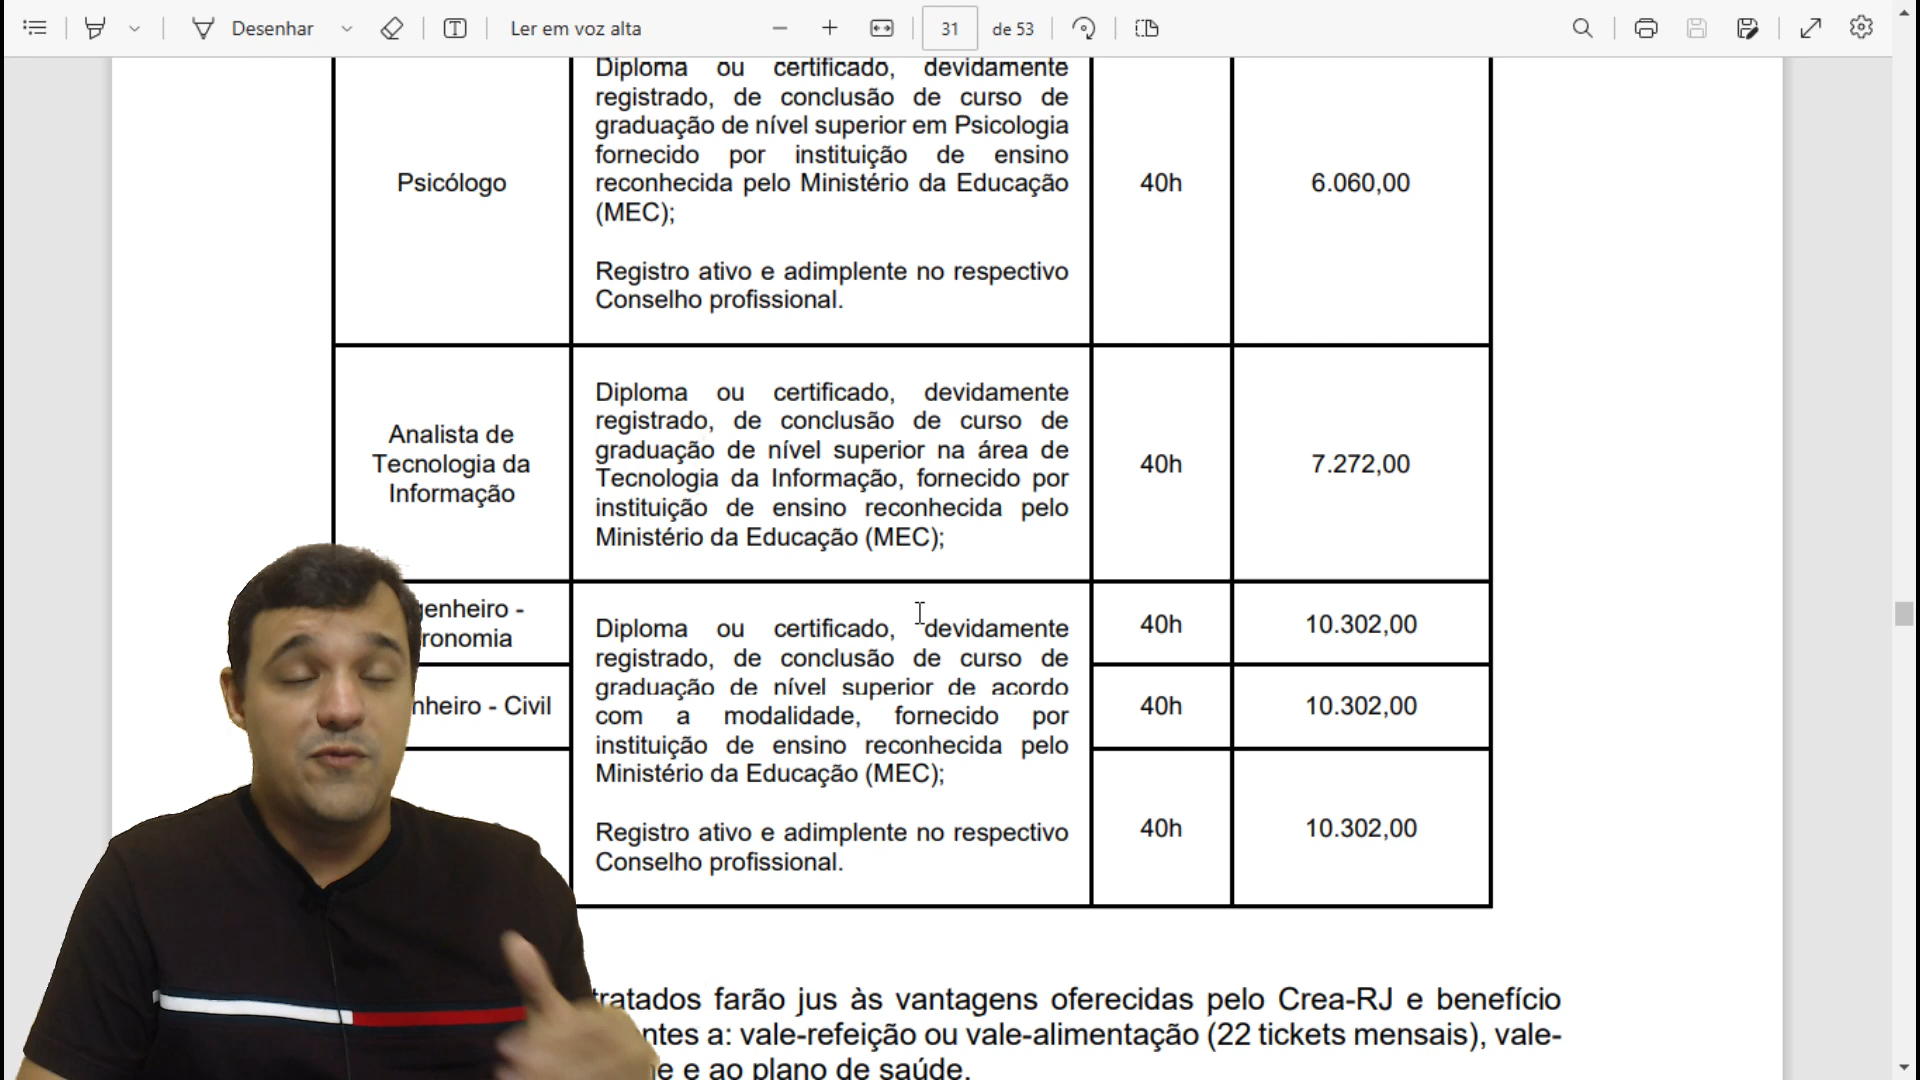 Desenhar
Ler em voz alta
31
de 53
Diploma ou certificado, devidamente
registrado, de conclusão de curso de
graduação de nível superior em Psicologia
fornecido por instituição de ensino
reconhecida pelo Ministério da Educação
(MEC);
Registro ativo e adimplente no respectivo
Conselho profissional.
Psicólogo
40h
6.060,00
Analista de
Tecnologia da
Informação
Diploma ou certificado, devidamente
registrado, de conclusão de curso de
graduação de nível superior na área de
Tecnologia da Informação, fornecido por
instituição de ensino reconhecida pelo
Ministério da Educação (MEC);
40h
7.272,00
genheiro -
ronomia
40h
10.302,00
nheiro - Civil
40h
10.302,00
Diploma ou certificado, devidamente
registrado, de conclusão de curso de
graduação de nível superior de acordo
com a modalidade, fornecido por
instituição de ensino reconhecida pelo
Ministério da Educação (MEC);
Registro ativo e adimplente no respectivo
Conselho profissional.
40h
10.302,00
tratados farão jus às vantagens oferecidas pelo Crea-RJ e benefício
ntes a: vale-refeição ou vale-alimentação (22 tickets mensais), vale-
e e ao plano de saúde.